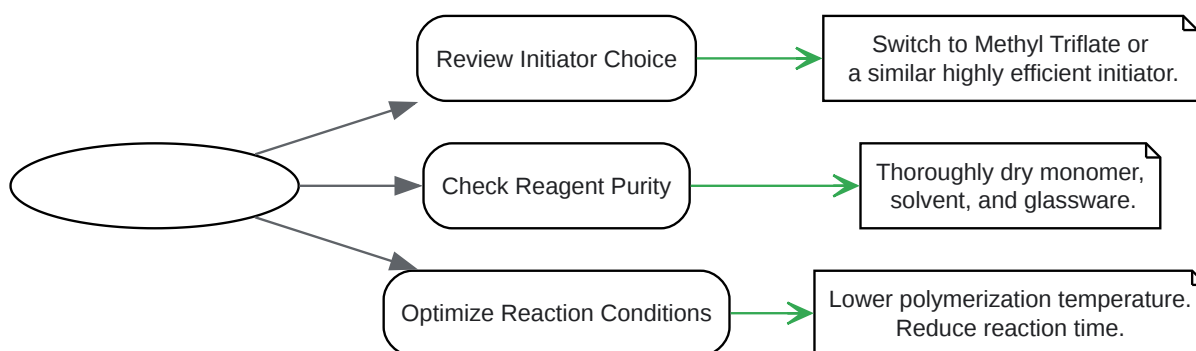 Review Initiator Choice
Switch to Methyl Triflate or
a similar highly efficient initiator.
Check Reagent Purity
Thoroughly dry monomer,
solvent, and glassware.
Optimize Reaction Conditions
Lower polymerization temperature.
Reduce reaction time.